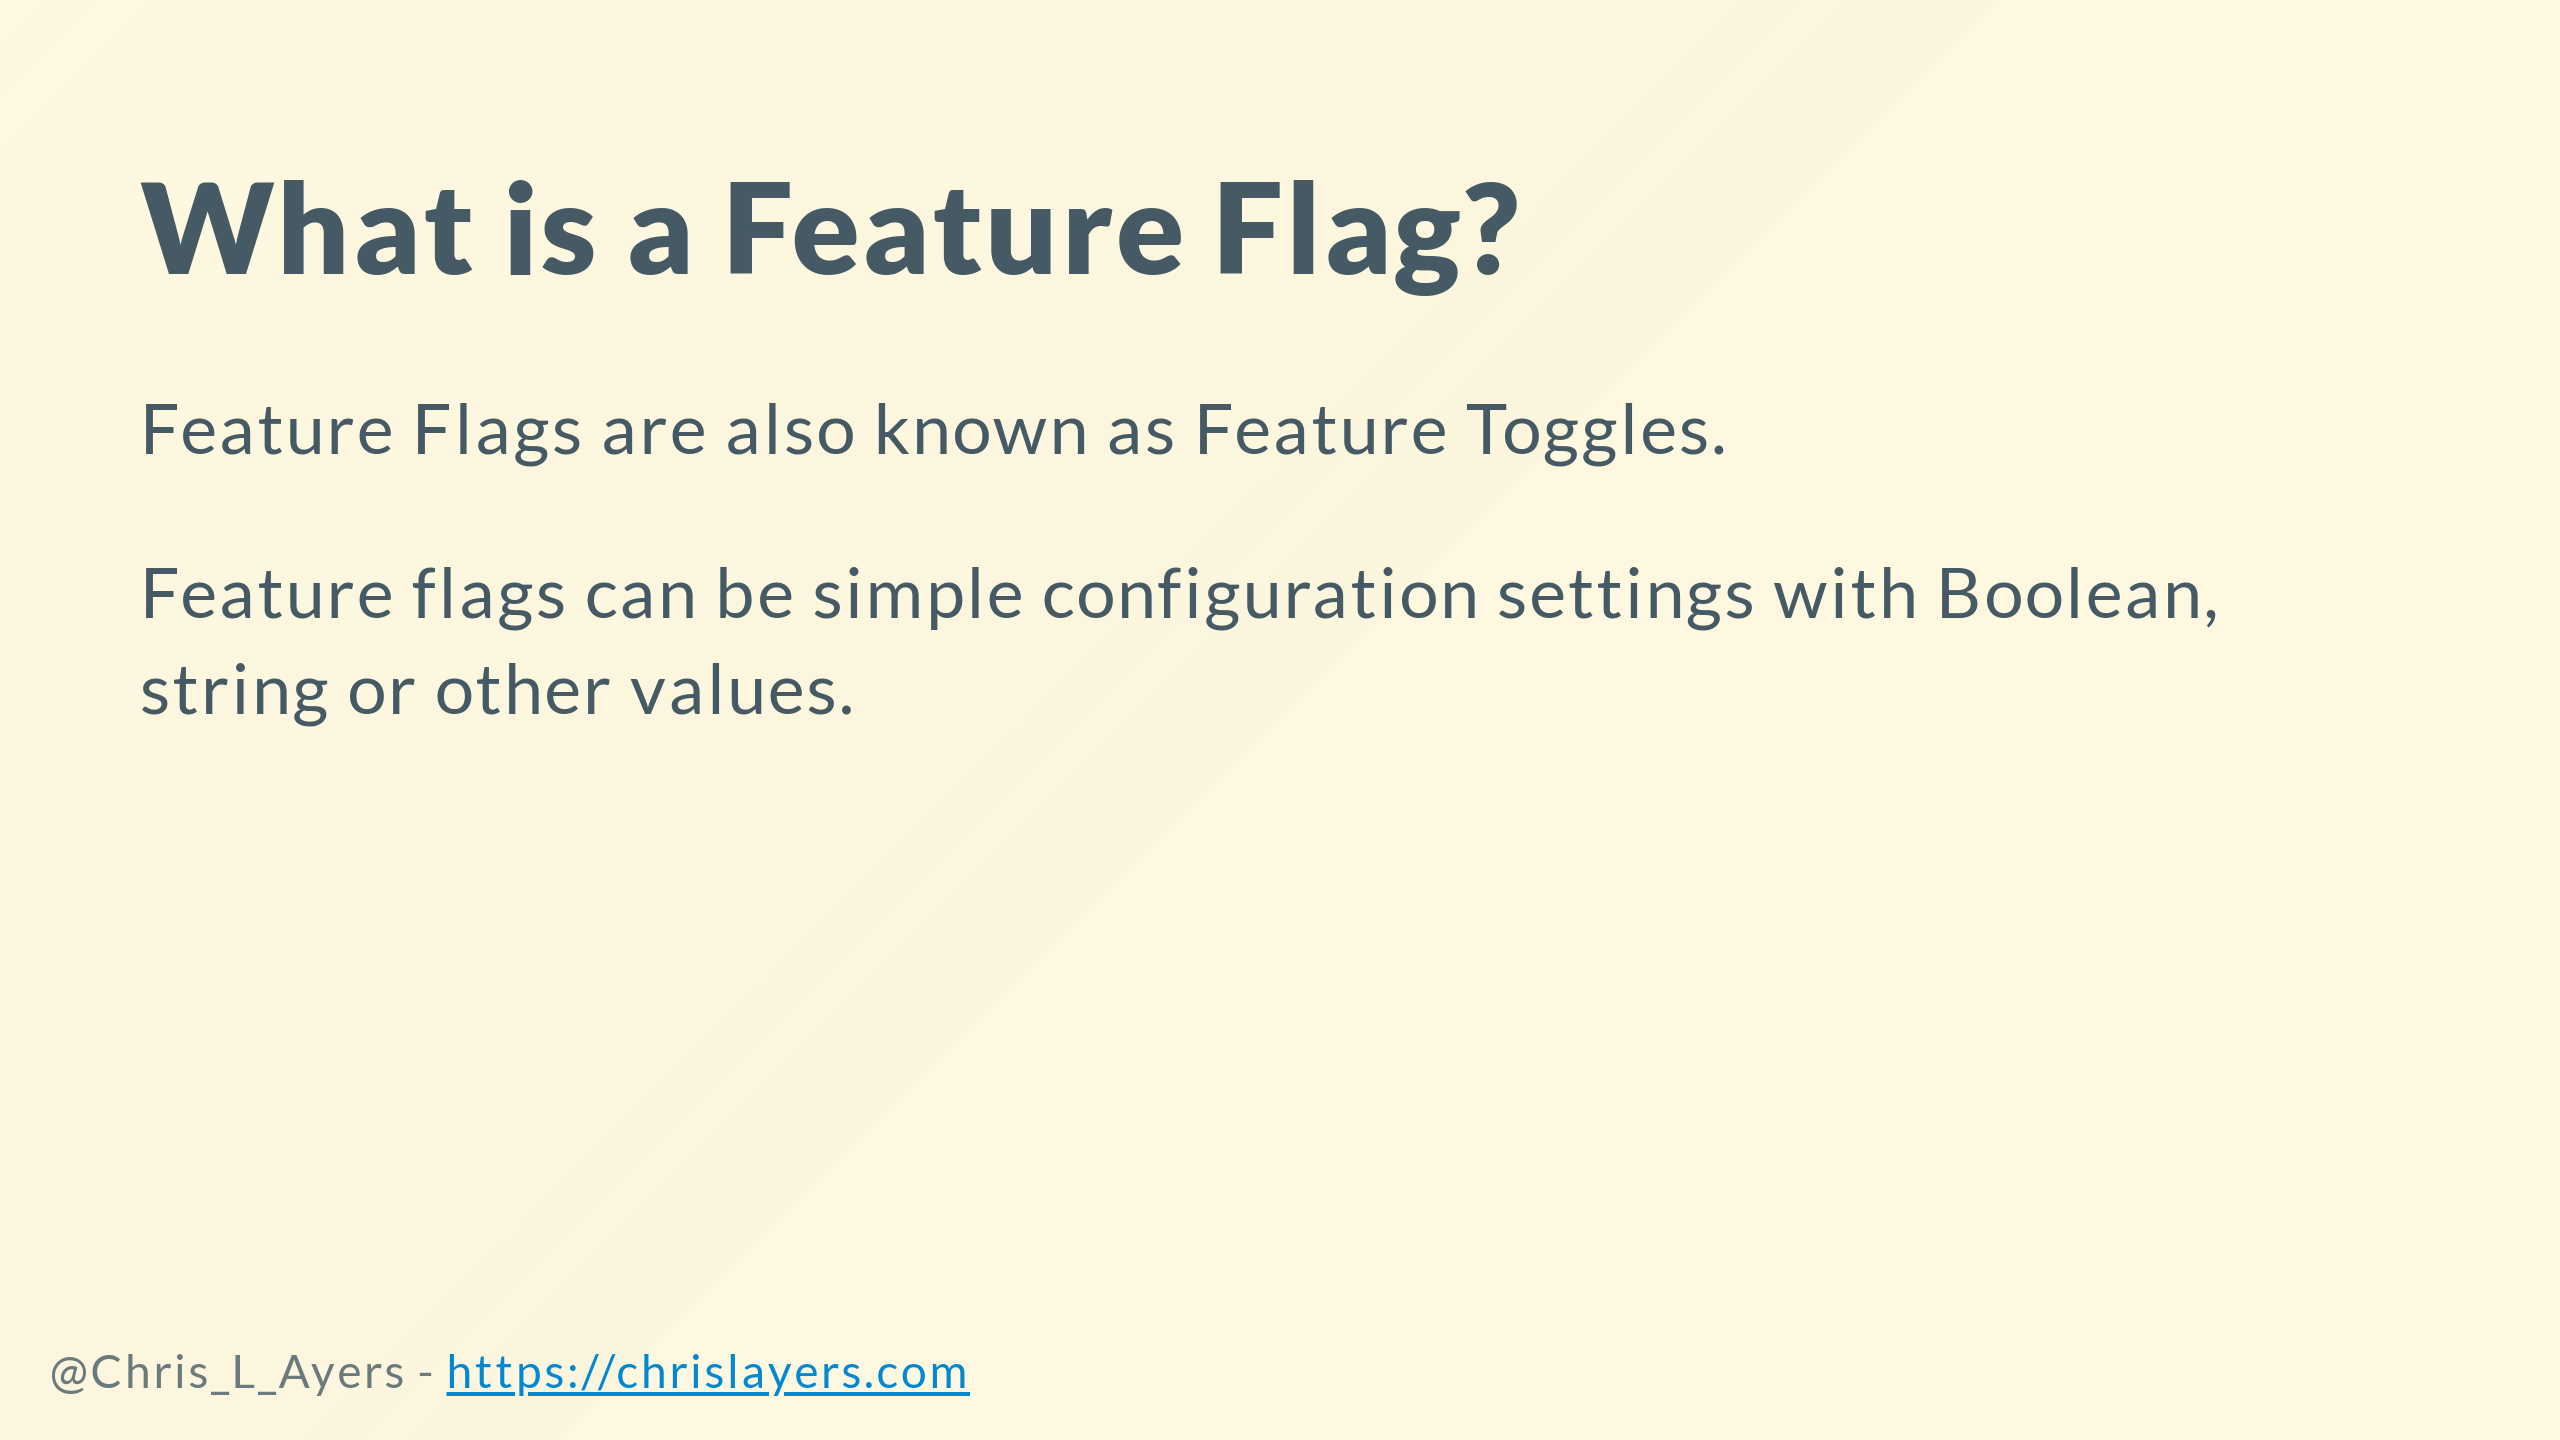 What is a Feature Flag?
Feature Flags are also known as Feature Toggles.
Feature flags can be simple configuration settings with Boolean,
string or other values.
@Chris_L_Ayers - https://chrislayers.com